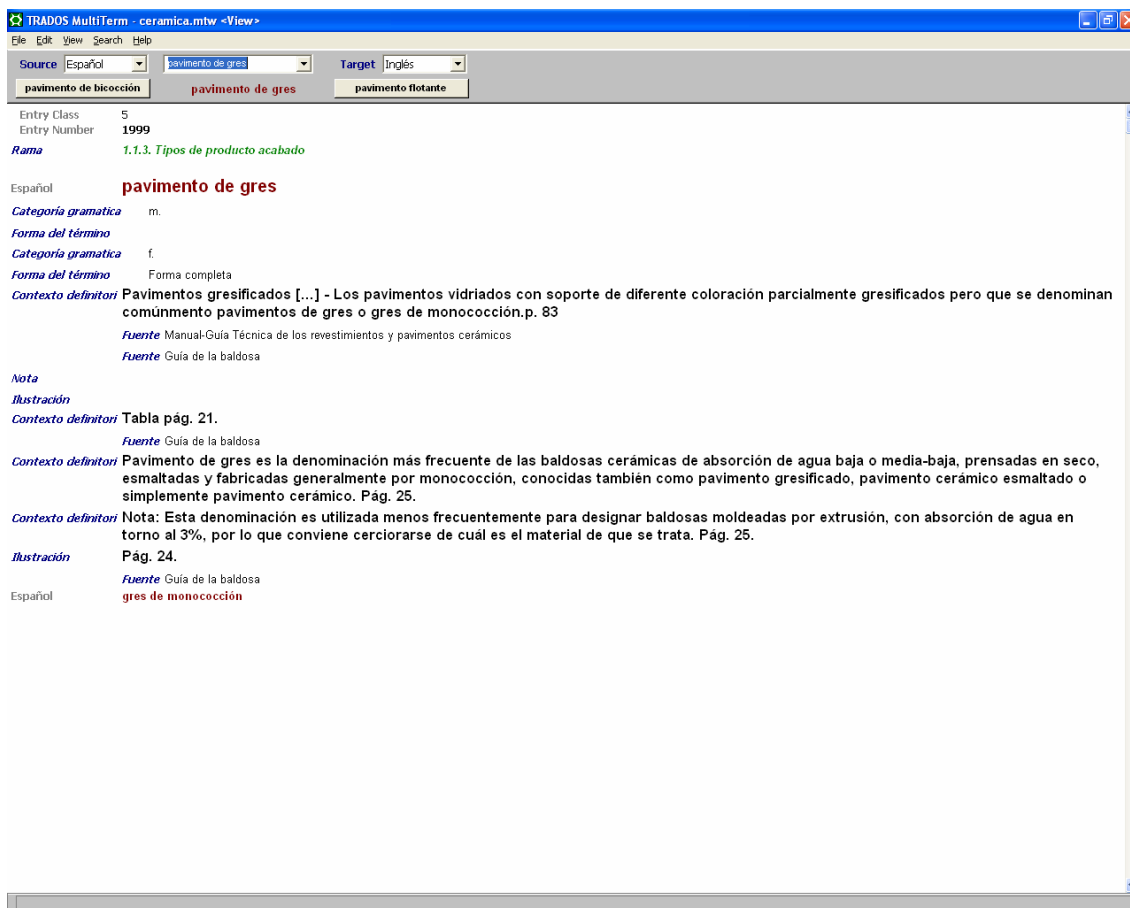 TRADOS MultiTerm - ceramica.mtw <View>
File Edit View Search Help
Source Español pavimento de gres Target Inglés
pavimento de bicocción pavimento de gres pavimento flotante
Entry Class 5
Entry Number 1999
Rama 1.1.3. Tipos de producto acabado
Español pavimento de gres
Categoría gramatica m.
Forma del término
Categoría gramatica f.
Forma del término Forma completa
Contexto definitori Pavimentos gresificados [...] - Los pavimentos vidriados con soporte de diferente coloración parcialmente gresificados pero que se denominan
comúnmento pavimentos de gres o gres de monococción.p. 83
Fuente Manual-Guía Técnica de los revestimientos y pavimentos cerámicos
Fuente Guía de la baldosa
Nota
Ilustración
Contexto definitori Tabla pág. 21.
Fuente Guía de la baldosa
Contexto definitori Pavimento de gres es la denominación más frecuente de las baldosas cerámicas de absorción de agua baja o media-baja, prensadas en seco,
esmaltadas y fabricadas generalmente por monococción, conocidas también como pavimento gresificado, pavimento cerámico esmaltado o
simplemente pavimento cerámico. Pág. 25.
Contexto definitori Nota: Esta denominación es utilizada menos frecuentemente para designar baldosas moldeadas por extrusión, con absorción de agua en
torno al 3%, por lo que conviene cerciorarse de cuál es el material de que se trata. Pág. 25.
Ilustración Pág. 24.
Fuente Guía de la baldosa
Español gres de monococción